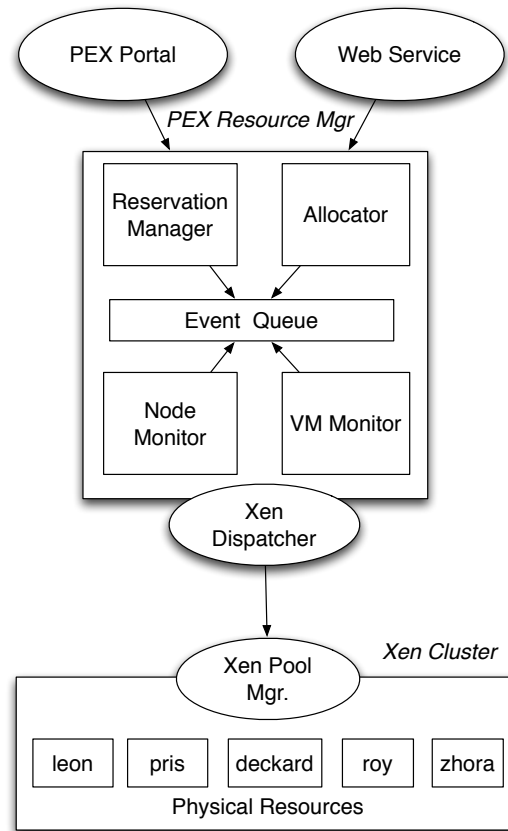 PEX Portal
Web Service
PEX Resource Mgr
Reservation
Manager
Allocator
Event Queue
Node
Monitor
VM Monitor
Xen
Dispatcher
Xen Cluster
Xen Pool
Mgr.
leon
pris
deckard
roy
zhora
Physical Resources